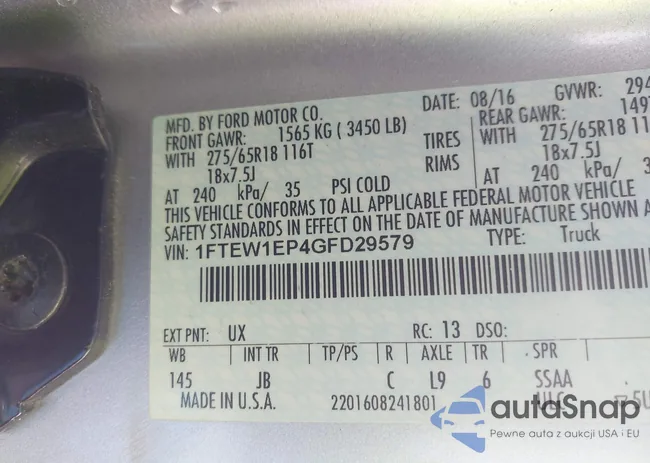 MFD. BY FORD MOTOR CO. DATE: 08/16 GVWR: 294
FRONT GAWR: 1565 KG ( 3450 LB) REAR GAWR: 149
WITH 275/65R18 116T TIRES WITH 275/65R18 11
18x7.5J RIMS 18x7.5J
AT 240 kPa/ 35 PSI COLD AT 240 kPa/ 3
THIS VEHICLE CONFORMS TO ALL APPLICABLE FEDERAL MOTOR VEHICLE
SAFETY STANDARDS IN EFFECT ON THE DATE OF MANUFACTURE SHOWN A
VIN: 1FTEW1EP4GFD29579 TYPE: Truck
EXT PNT: UX RC: 13 DSO:
WB INT TR TP/PS R AXLE TR SPR
145 JB C L9 6 SSAA
MADE IN U.S.A. 2201608241801
autoSnap
Pewne auta z aukcji USA i EU